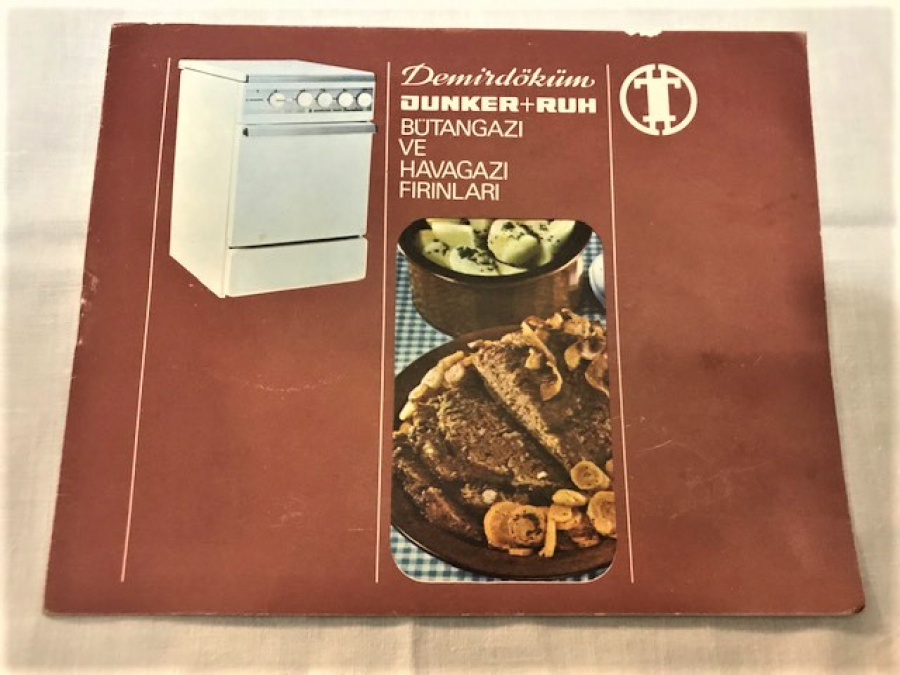 Demirdöküm
JUNKER+RUH
BÜTANGAZI
VE
HAVAGAZI
FIRINLARI